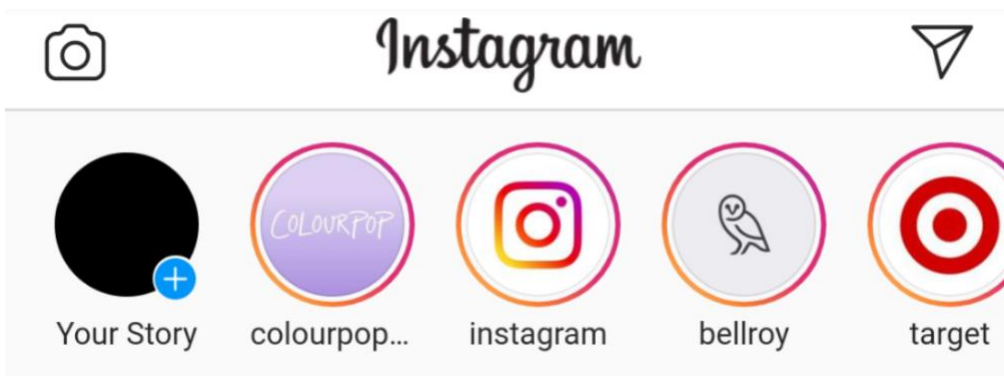 Instagram
COLOURPOP
Your Story
colourpop...
instagram
bellroy
target